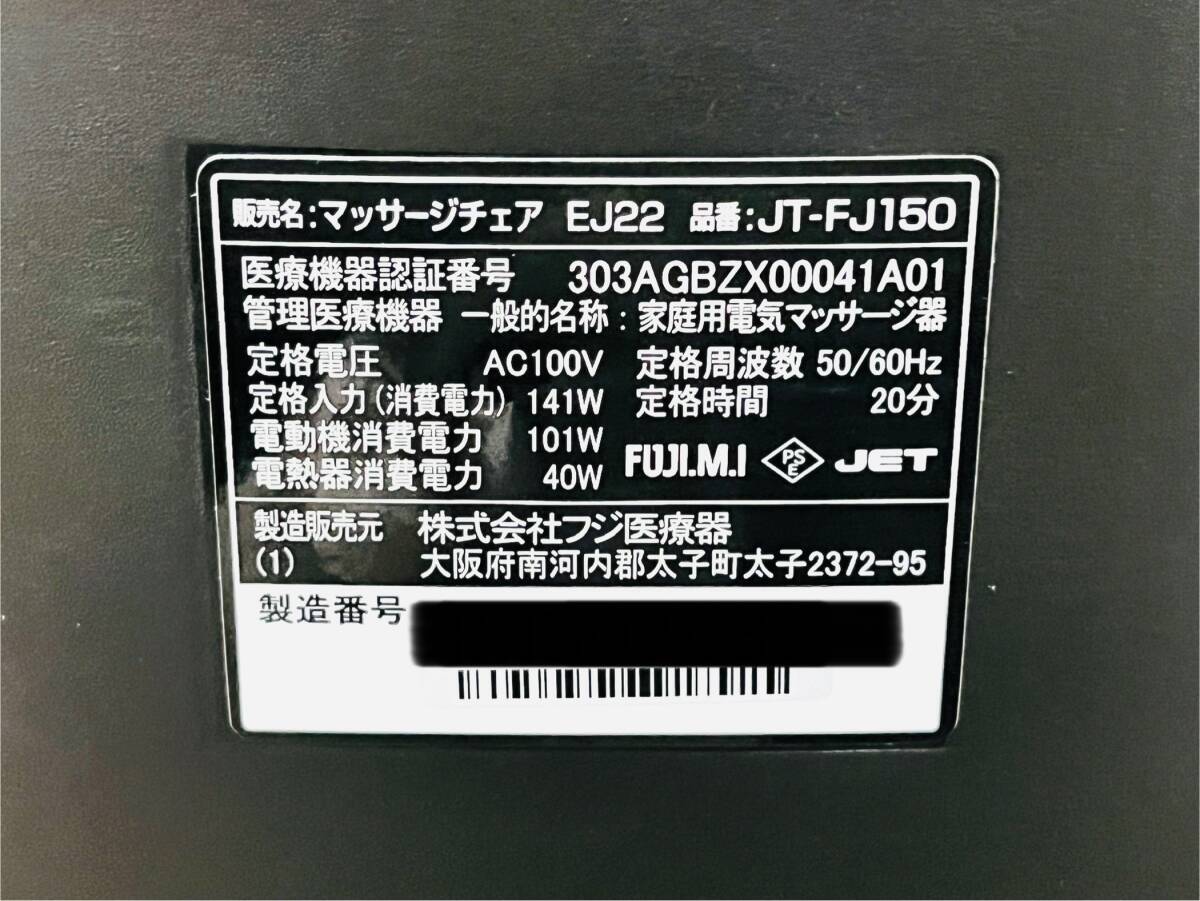 販売名:マッサージチェア EJ22 品番:JT-FJ150
医療機器認証番号 303AGBZX00041A01
管理医療機器 一般的名称:家庭用電気マッサージ器
定格電圧 AC100V 定格周波数 50/60Hz
定格入力(消費電力) 141W 定格時間 20分
電動機消費電力 101W
電熱器消費電力 40W FUJI.M.I PSE JET
製造販売元 株式会社フジ医療器
(1) 大阪府南河内郡太子町太子2372-95
製造番号